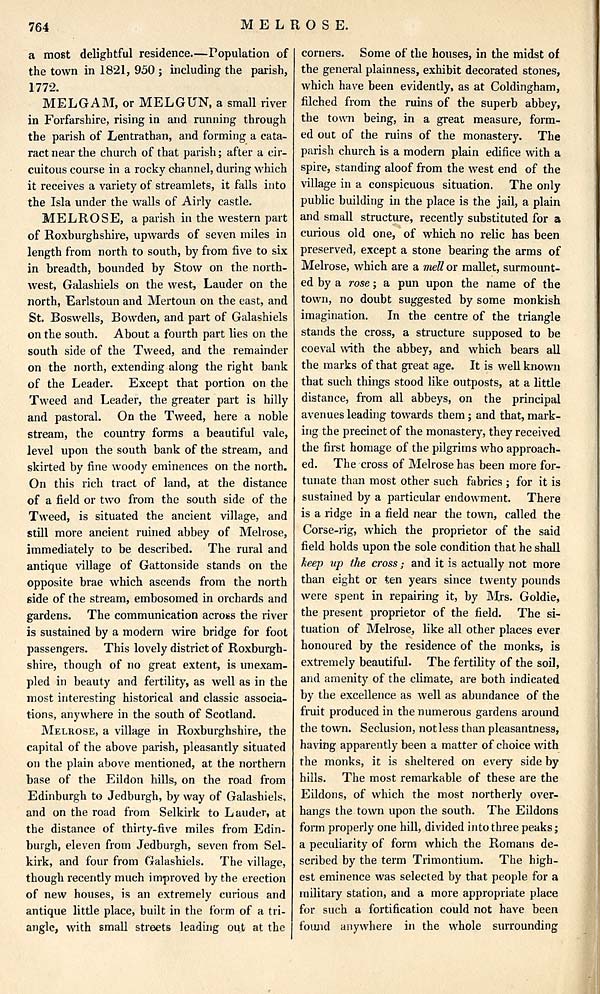 764
MELROSE.
a most delightful residence.—Population of
the town in 1821, 950 ; including the parish,
1772.
MELGAM, or MELGUN, a small river
in Forfarshire, rising in and running through
the parish of Lentrathan, and forming a cata-
ract near the church of that parish; after a cir-
cuitous course in a rocky channel, during which
it receives a variety of streamlets, it falls into
the Isla under the walls of Airly castle.
MELROSE, a parish in the western part
of Roxburghshire, upwards of seven miles in
length from north to south, by from five to six
in breadth, bounded by Stow on the north-
west, Galashiels on the west, Lauder on the
north, Earlstoun and Mertoun on the east, and
St. Boswells, Bowden, and part of Galashiels
on the south. About a fourth part lies on the
south side of the Tweed, and the remainder
on the north, extending along the right bank
of the Leader. Except that portion on the
Tweed and Leader, the greater part is hilly
and pastoral. On the Tweed, here a noble
stream, the country forms a beautiful vale,
level upon the south bank of the stream, and
skirted by fine woody eminences on the north.
On this rich tract of land, at the distance
of a field or two from the south side of the
Tweed, is situated the ancient village, and
still more ancient ruined abbey of Melrose,
immediately to be described. The rural and
antique village of Gattonside stands on the
opposite brae which ascends from the north
side of the stream, embosomed in orchards and
gardens. The communication across the river
is sustained by a modern wire bridge for foot
passengers. This lovely district of Roxburgh-
shire, though of no great extent, is unexam-
pled in beauty and fertility, as well as in the
most interesting historical and classic associa-
tions, anywhere in the south of Scotland.
MELROSE, a village in Roxburghshire, the
capital of the above parish, pleasantly situated
on the plain above mentioned, at the northern
base of the Eildon hills, on the road from
Edinburgh to Jedburgh, by way of Galashiels,
and on the road from Selkirk to Lauder, at
the distance of thirty-five miles from Edin-
burgh, eleven from Jedburgh, seven from Sel-
kirk, and four from Galashiels. The village,
though recently much improved by the erection
of new houses, is an extremely curious and
antique little place, built in the form of a tri-
angle, with small streets leading out at the
corners. Some of the houses, in the midst of
the general plainness, exhibit decorated stones,
which have been evidently, as at Coldingham,
filched from the ruins of the superb abbey,
the town being, in a great measure, form-
ed out of the ruins of the monastery. The
parish church is a modern plain edifice with a
spire, standing aloof from the west end of the
village in a conspicuous situation. The only
public building in the place is the jail, a plain
and small structure, recently substituted for a
curious old one, of which no relic has been
preserved, except a stone bearing the arms of
Melrose, which are a mell or mallet, surmount-
ed by a rose ; a pun upon the name of the
town, no doubt suggested by some monkish
imagination. In the centre of the triangle
stands the cross, a structure supposed to be
coeval with the abbey, and which bears all
the marks of that great age. It is well known
that such things stood like outposts, at a little
distance, from all abbeys, on the principal
avenues leading towards them ; and that, mark-
ing the precinct of the monastery, they received
the first homage of the pilgrims who approach-
ed. The cross of Melrose has been more for-
tunate than most other such fabrics ; for it is
sustained by a particular endowment. There
is a ridge in a field near the town, called the
Corse-rig, which the proprietor of the said
field holds upon the sole condition that he shall
keep up the cross ; and it is actually not more
than eight or ten years since twenty pounds
were spent in repairing it, by Mrs. Goldie,
the present proprietor of the field. The si-
tuation of Melrose, like all other places ever
honoured by the residence of the monks, is
extremely beautiful. The fertility of the soil,
and amenity of the climate, are both indicated
by the excellence as well as abundance of the
fruit produced in the numerous gardens around
the town. Seclusion, not less than pleasantness,
having apparently been a matter of choice with
the monks, it is sheltered on every side by
hills. The most remarkable of these are the
Eildons, of which the most northerly over-
hangs the town upon the south. The Eildons
form properly one hill, divided into three peaks ;
a peculiarity of form which the Romans de-
scribed by the term Trimontium. The high-
est eminence was selected by that people for a
military station, and a more appropriate place
for such a fortification could not have been
found anywhere in the whole surrounding